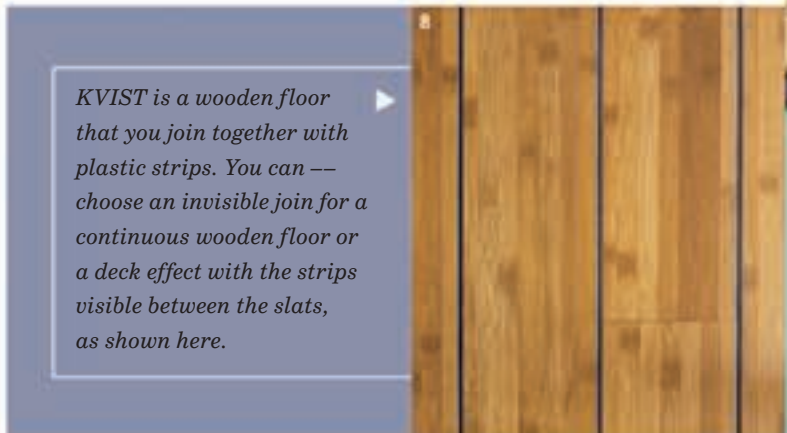 8
KVIST is a wooden floor
that you join together with
plastic strips. You can ––
choose an invisible join for a
continuous wooden floor or
a deck effect with the strips
visible between the slats,
as shown here.